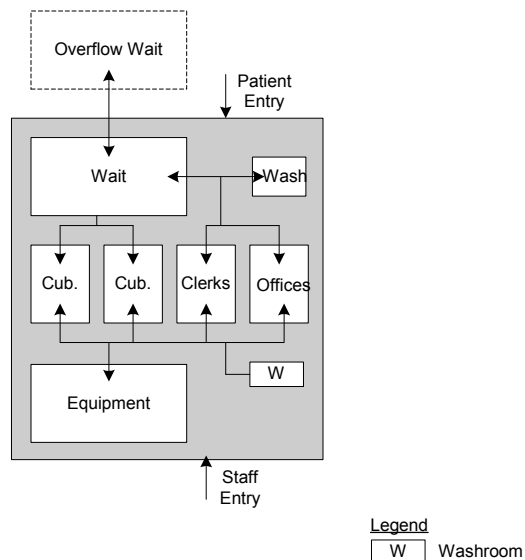 Overflow Wait
Patient
Entry
Wait
Wash
Cub.
Cub.
Clerks
Offices
W
Equipment
Staff
Entry
Legend
W Washroom